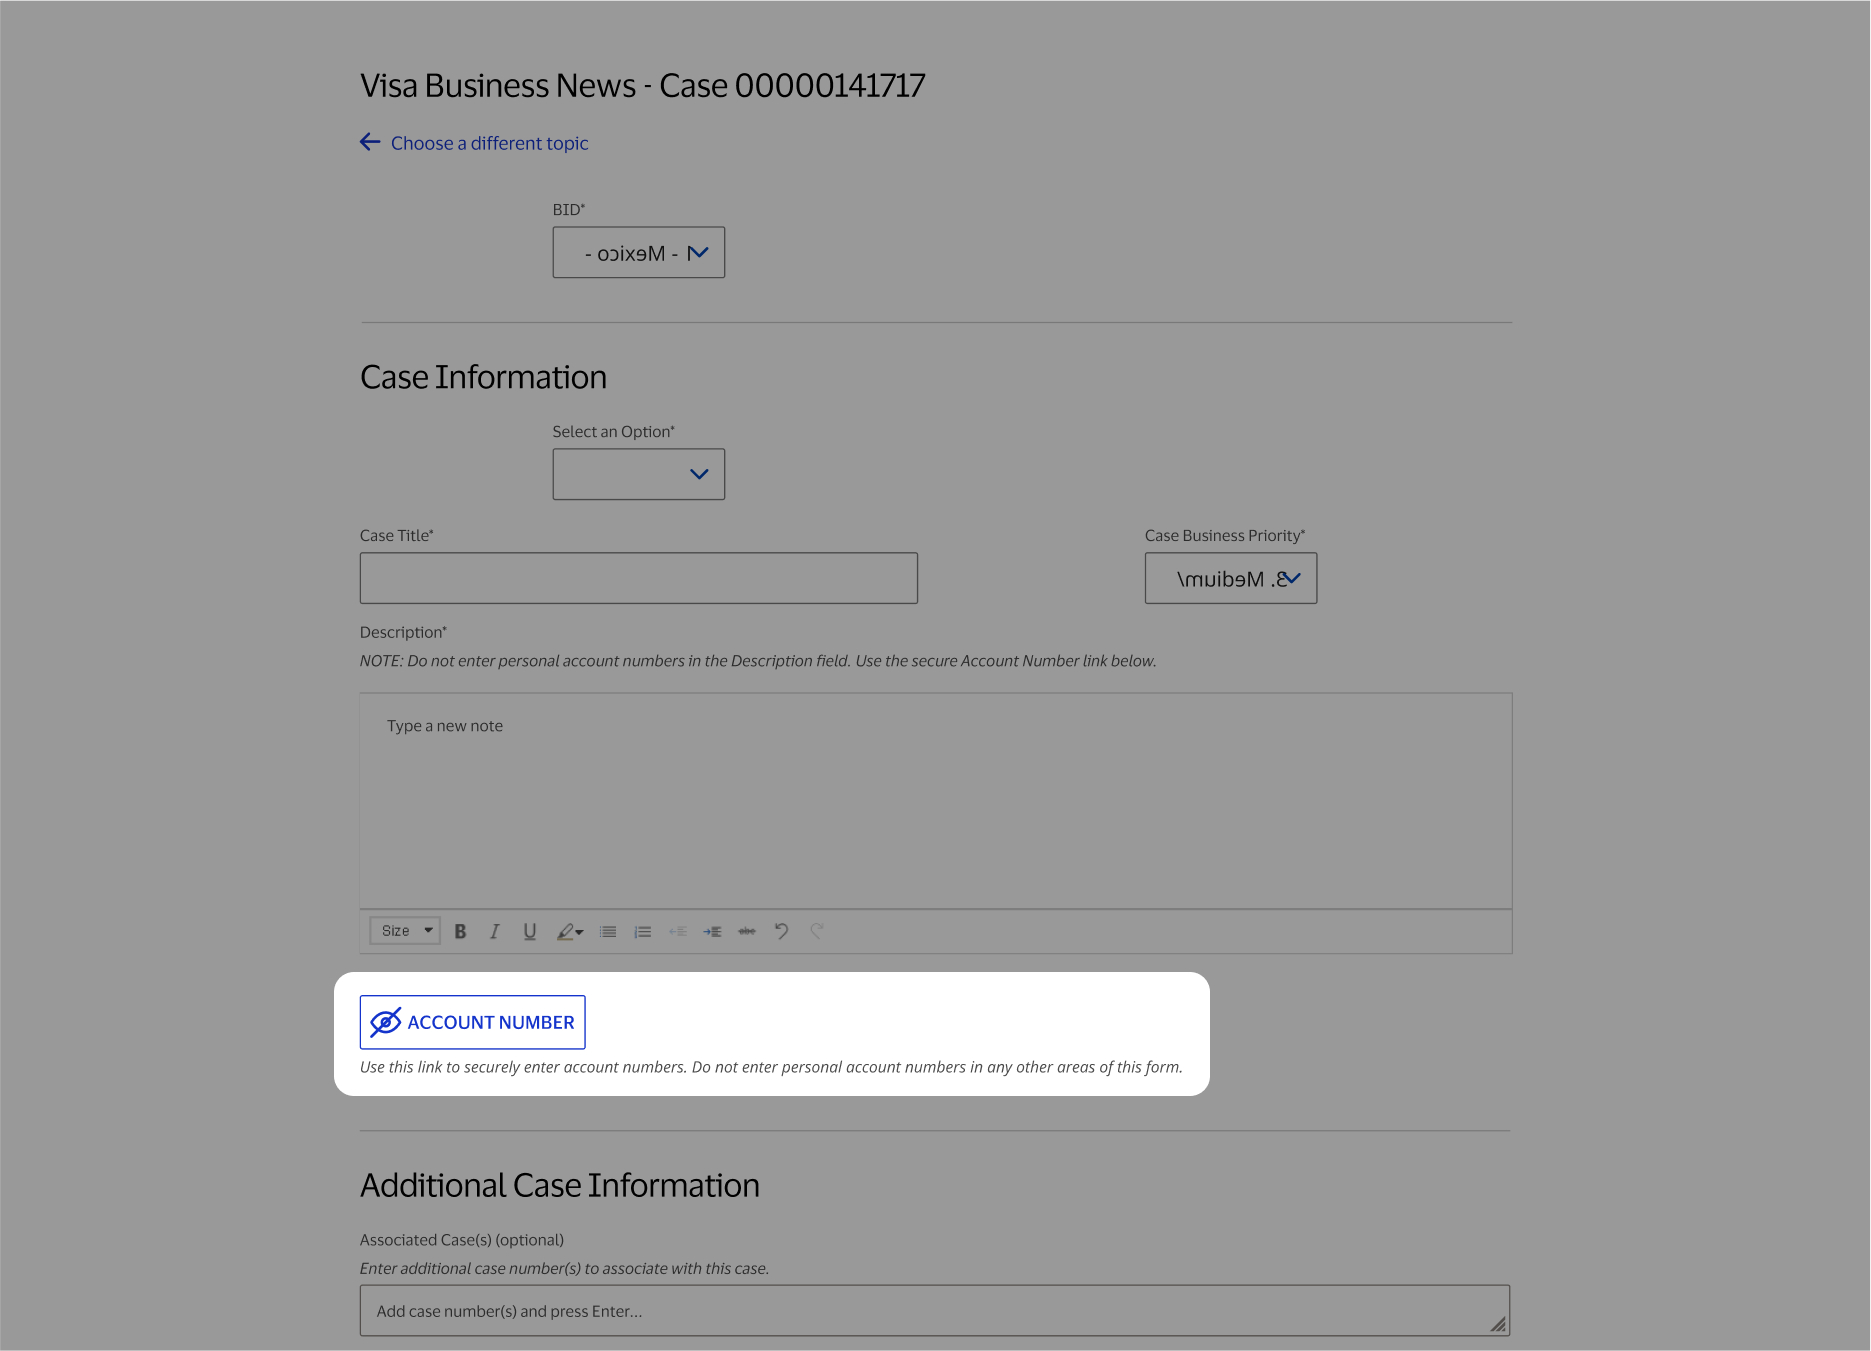 Visa Business News - Case 00000141717
Choose a different topic
BID*
- Mexico -
Case Information
Select an Option*
Case Title*
Case Business Priority*
3. Medium/
Description*
NOTE: Do not enter personal account numbers in the Description field. Use the secure Account Number link below.
Type a new note
Size B I U abc
ACCOUNT NUMBER
Use this link to securely enter account numbers. Do not enter personal account numbers in any other areas of this form.
Additional Case Information
Associated Case(s) (optional)
Enter additional case number(s) to associate with this case.
Add case number(s) and press Enter...